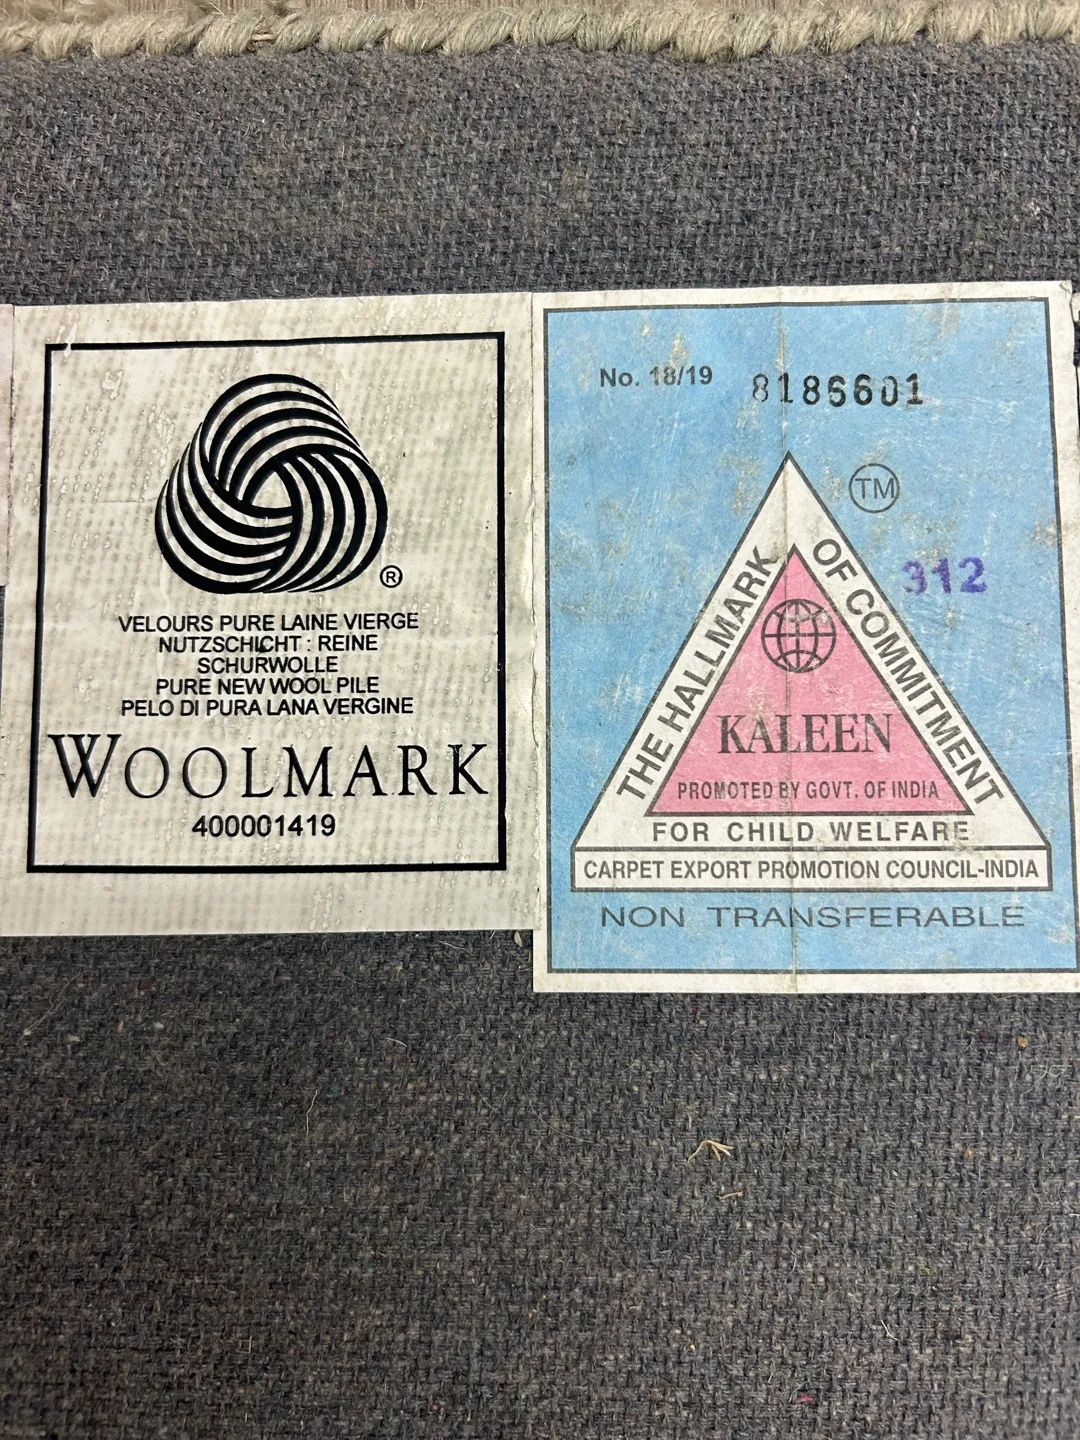 ®
VELOURS PURE LAINE VIERGE
NUTZSCHICHT : REINE
SCHURWOLLE
PURE NEW WOOL PILE
PELO DI PURA LANA VERGINE
WOOLMARK
400001419
No. 18/19 8186601
TM
312
THE HALLMARK OF COMMITMENT
KALEEN
PROMOTED BY GOVT. OF INDIA
FOR CHILD WELFARE
CARPET EXPORT PROMOTION COUNCIL-INDIA
NON TRANSFERABLE